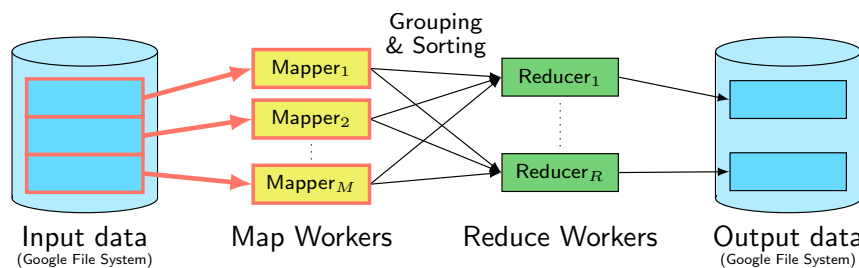 Grouping
& Sorting
Mapper₁
Mapper₂
Mapper_M
Reducer₁
Reducer_R
Input data
(Google File System)
Map Workers
Reduce Workers
Output data
(Google File System)